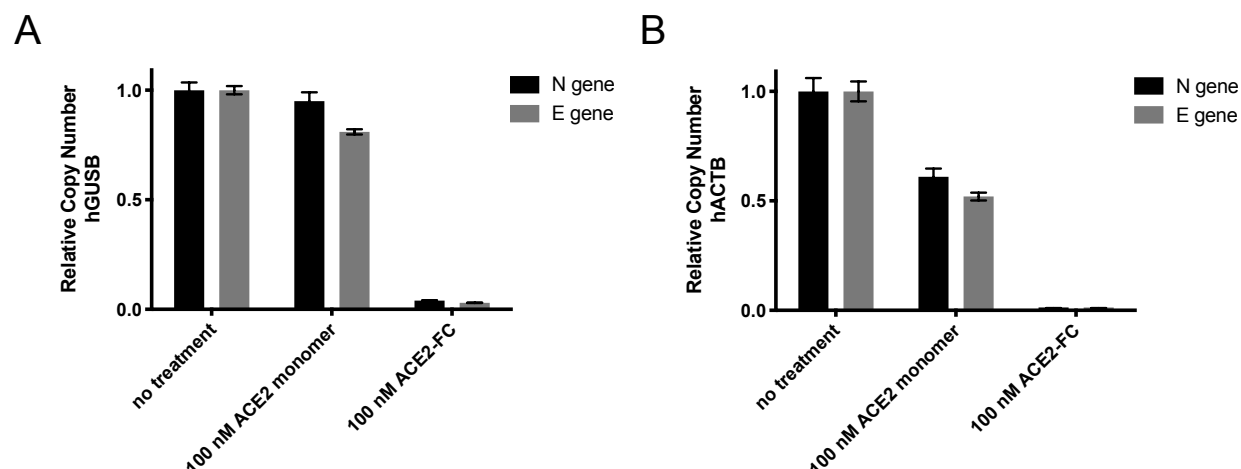 A
Relative Copy Number
hGUSB
1.0
0.5
0.0
N gene
E gene
no treatment
100 nM ACE2 monomer
100 nM ACE2-FC
B
Relative Copy Number
hACTB
1.0
0.5
0.0
N gene
E gene
no treatment
100 nM ACE2 monomer
100 nM ACE2-FC